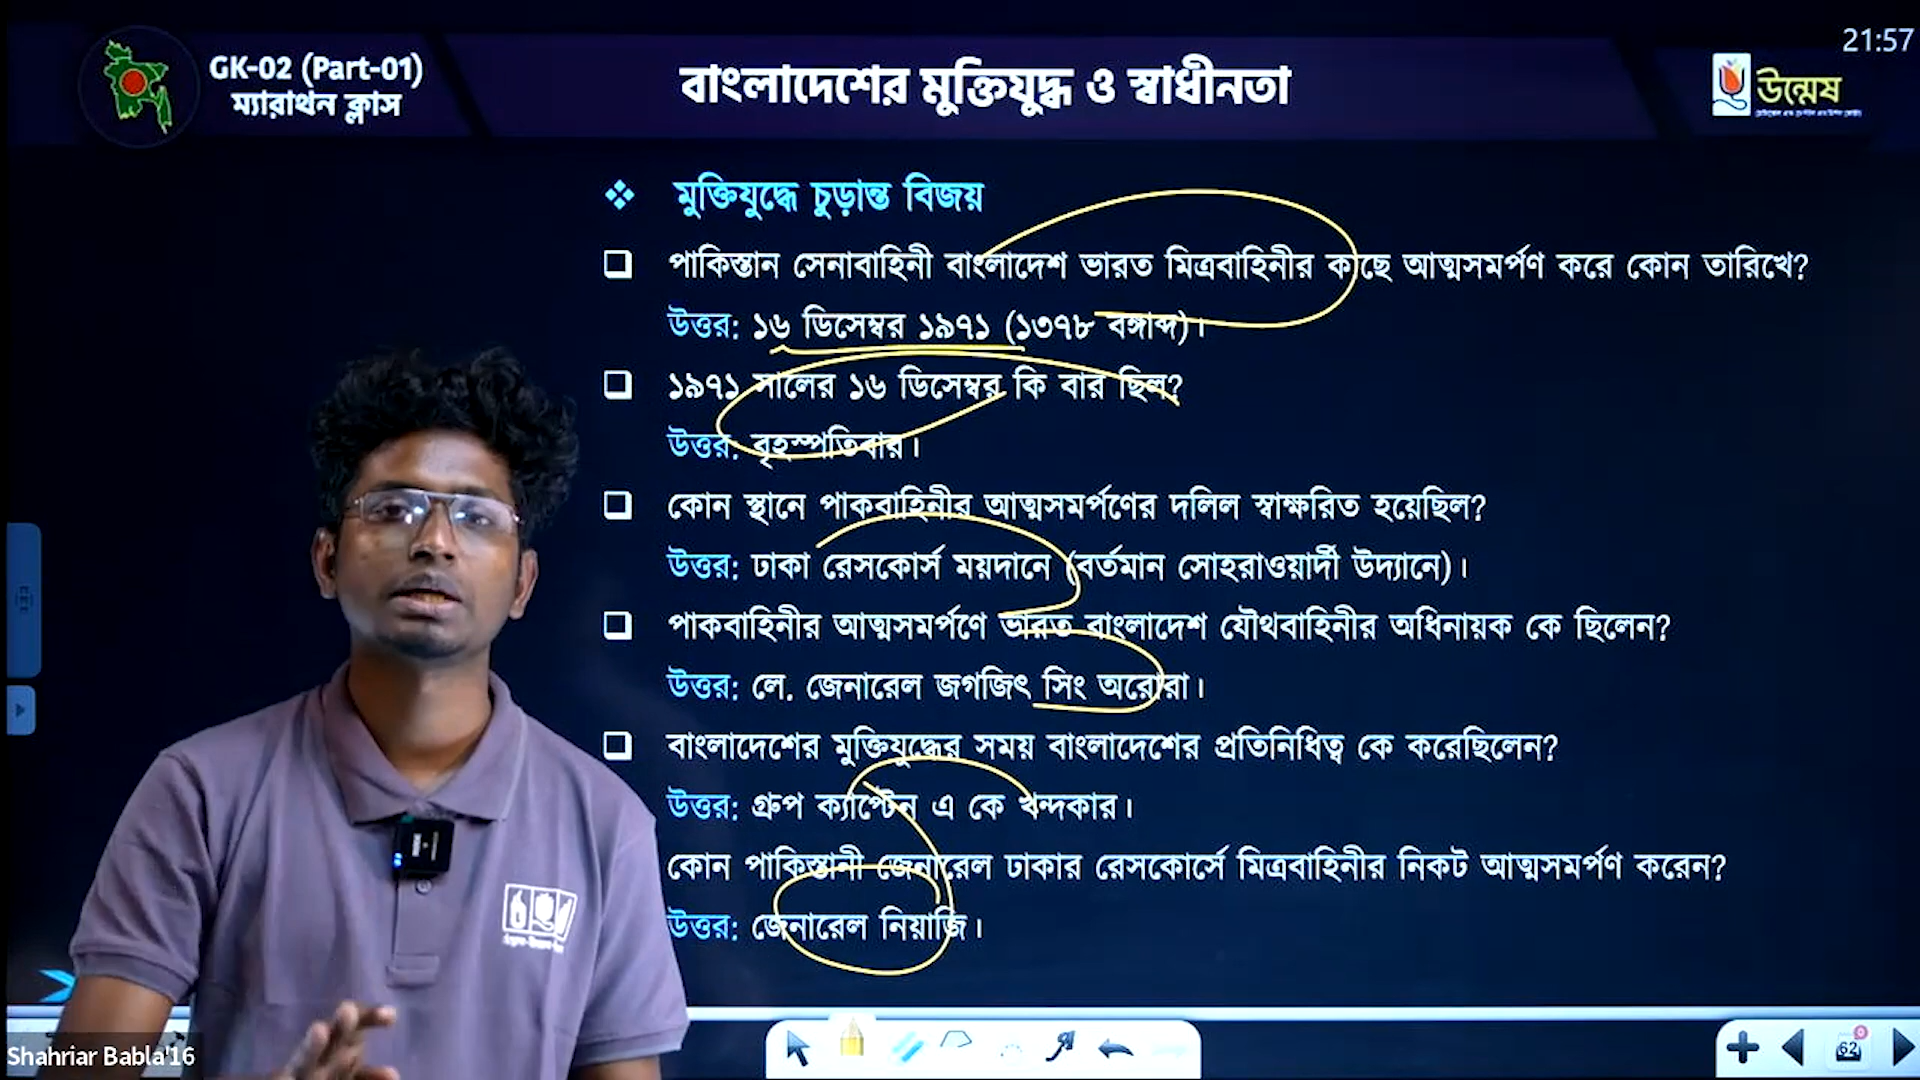 21:57
GK-02 (Part-01)
ম্যারাথন ক্লাস
বাংলাদেশের মুক্তিযুদ্ধ ও স্বাধীনতা
উন্মেষ
❖ মুক্তিযুদ্ধে চুড়ান্ত বিজয়
❑ পাকিস্তান সেনাবাহিনী বাংলাদেশ ভারত মিত্রবাহিনীর কাছে আত্মসমর্পণ করে কোন তারিখে?
উত্তর: ১৬ ডিসেম্বর ১৯৭১ (১৩৭৮ বঙ্গাব্দ)।
❑ ১৯৭১ সালের ১৬ ডিসেম্বর কি বার ছিল?
উত্তর: বৃহস্পতিবার।
❑ কোন স্থানে পাকবাহিনীর আত্মসমর্পণের দলিল স্বাক্ষরিত হয়েছিল?
উত্তর: ঢাকা রেসকোর্স ময়দানে (বর্তমান সোহরাওয়ার্দী উদ্যানে)।
❑ পাকবাহিনীর আত্মসমর্পণে ভারত বাংলাদেশ যৌথবাহিনীর অধিনায়ক কে ছিলেন?
উত্তর: লে. জেনারেল জগজিৎ সিং অরোরা।
❑ বাংলাদেশের মুক্তিযুদ্ধের সময় বাংলাদেশের প্রতিনিধিত্ব কে করেছিলেন?
উত্তর: গ্রুপ ক্যাপ্টেন এ কে খন্দকার।
কোন পাকিস্তানী জেনারেল ঢাকার রেসকোর্সে মিত্রবাহিনীর নিকট আত্মসমর্পণ করেন?
উত্তর: জেনারেল নিয়াজি।
Shahriar Babla'16
62